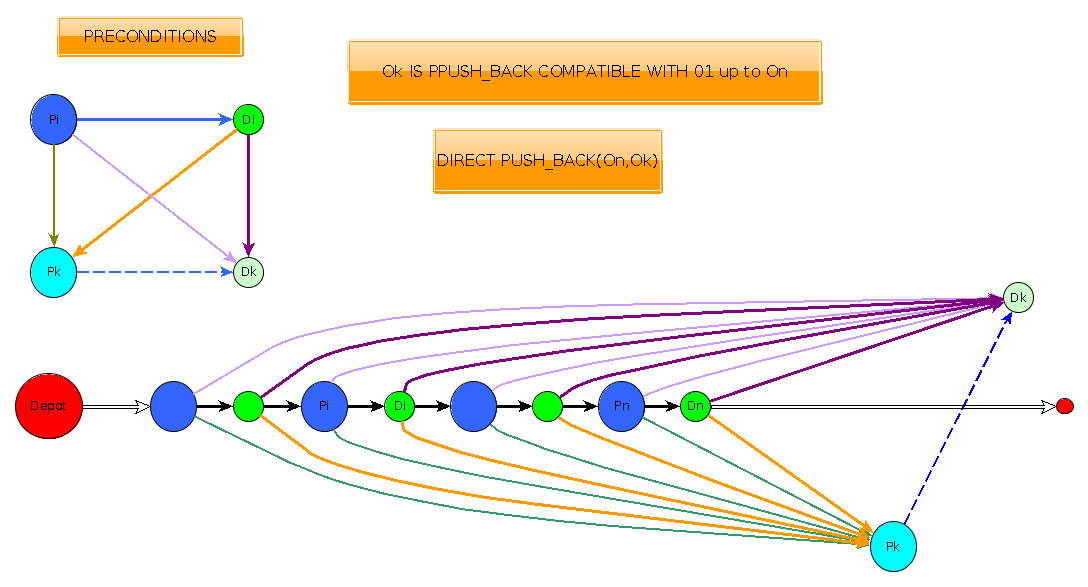 PRECONDITIONS
Ok IS PPUSH_BACK COMPATIBLE WITH 01 up to On
Pi
Di
DIRECT PUSH_BACK(On,Ok)
Pk
Dk
Dk
Depot
Pi
Di
Pn
Dn
Pk